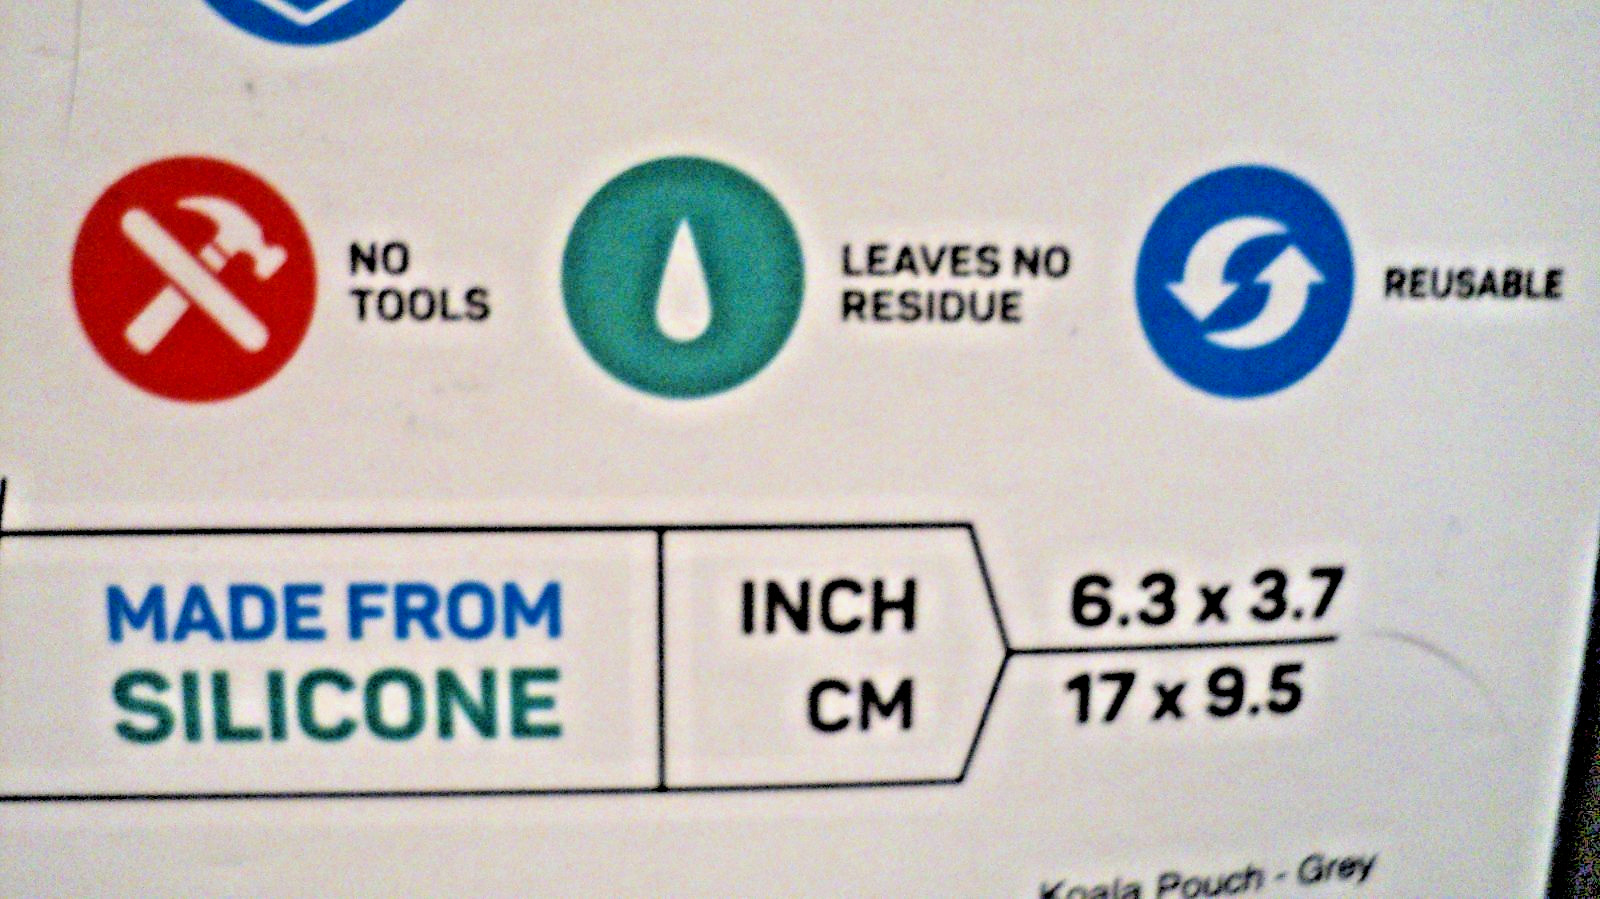 NO
TOOLS
LEAVES NO
RESIDUE
REUSABLE
MADE FROM
SILICONE
INCH
CM
6.3 x 3.7
17 x 9.5
Koala Pouch - Grey